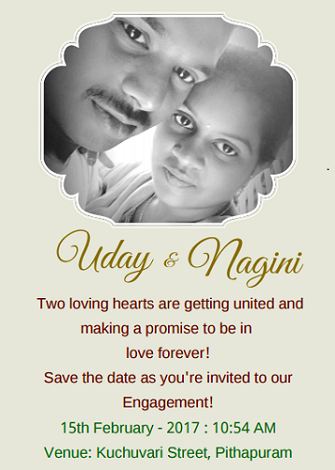 Uday & Nagini
Two loving hearts are getting united and
making a promise to be in
love forever!
Save the date as you're invited to our
Engagement!
15th February - 2017 : 10:54 AM
Venue: Kuchuvari Street, Pithapuram